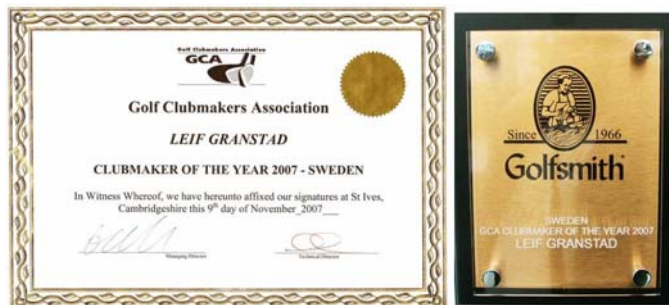 Golf Clubmakers Association
GCA
Golf Clubmakers Association
LEIF GRANSTAD
CLUBMAKER OF THE YEAR 2007 - SWEDEN
In Witness Whereof, we have hereunto affixed our signatures at St Ives,
Cambridgeshire this 9th day of November_2007___
Managing Director
Technical Director
Since 1966
Golfsmith
SWEDEN
GCA CLUBMAKER OF THE YEAR 2007
LEIF GRANSTAD